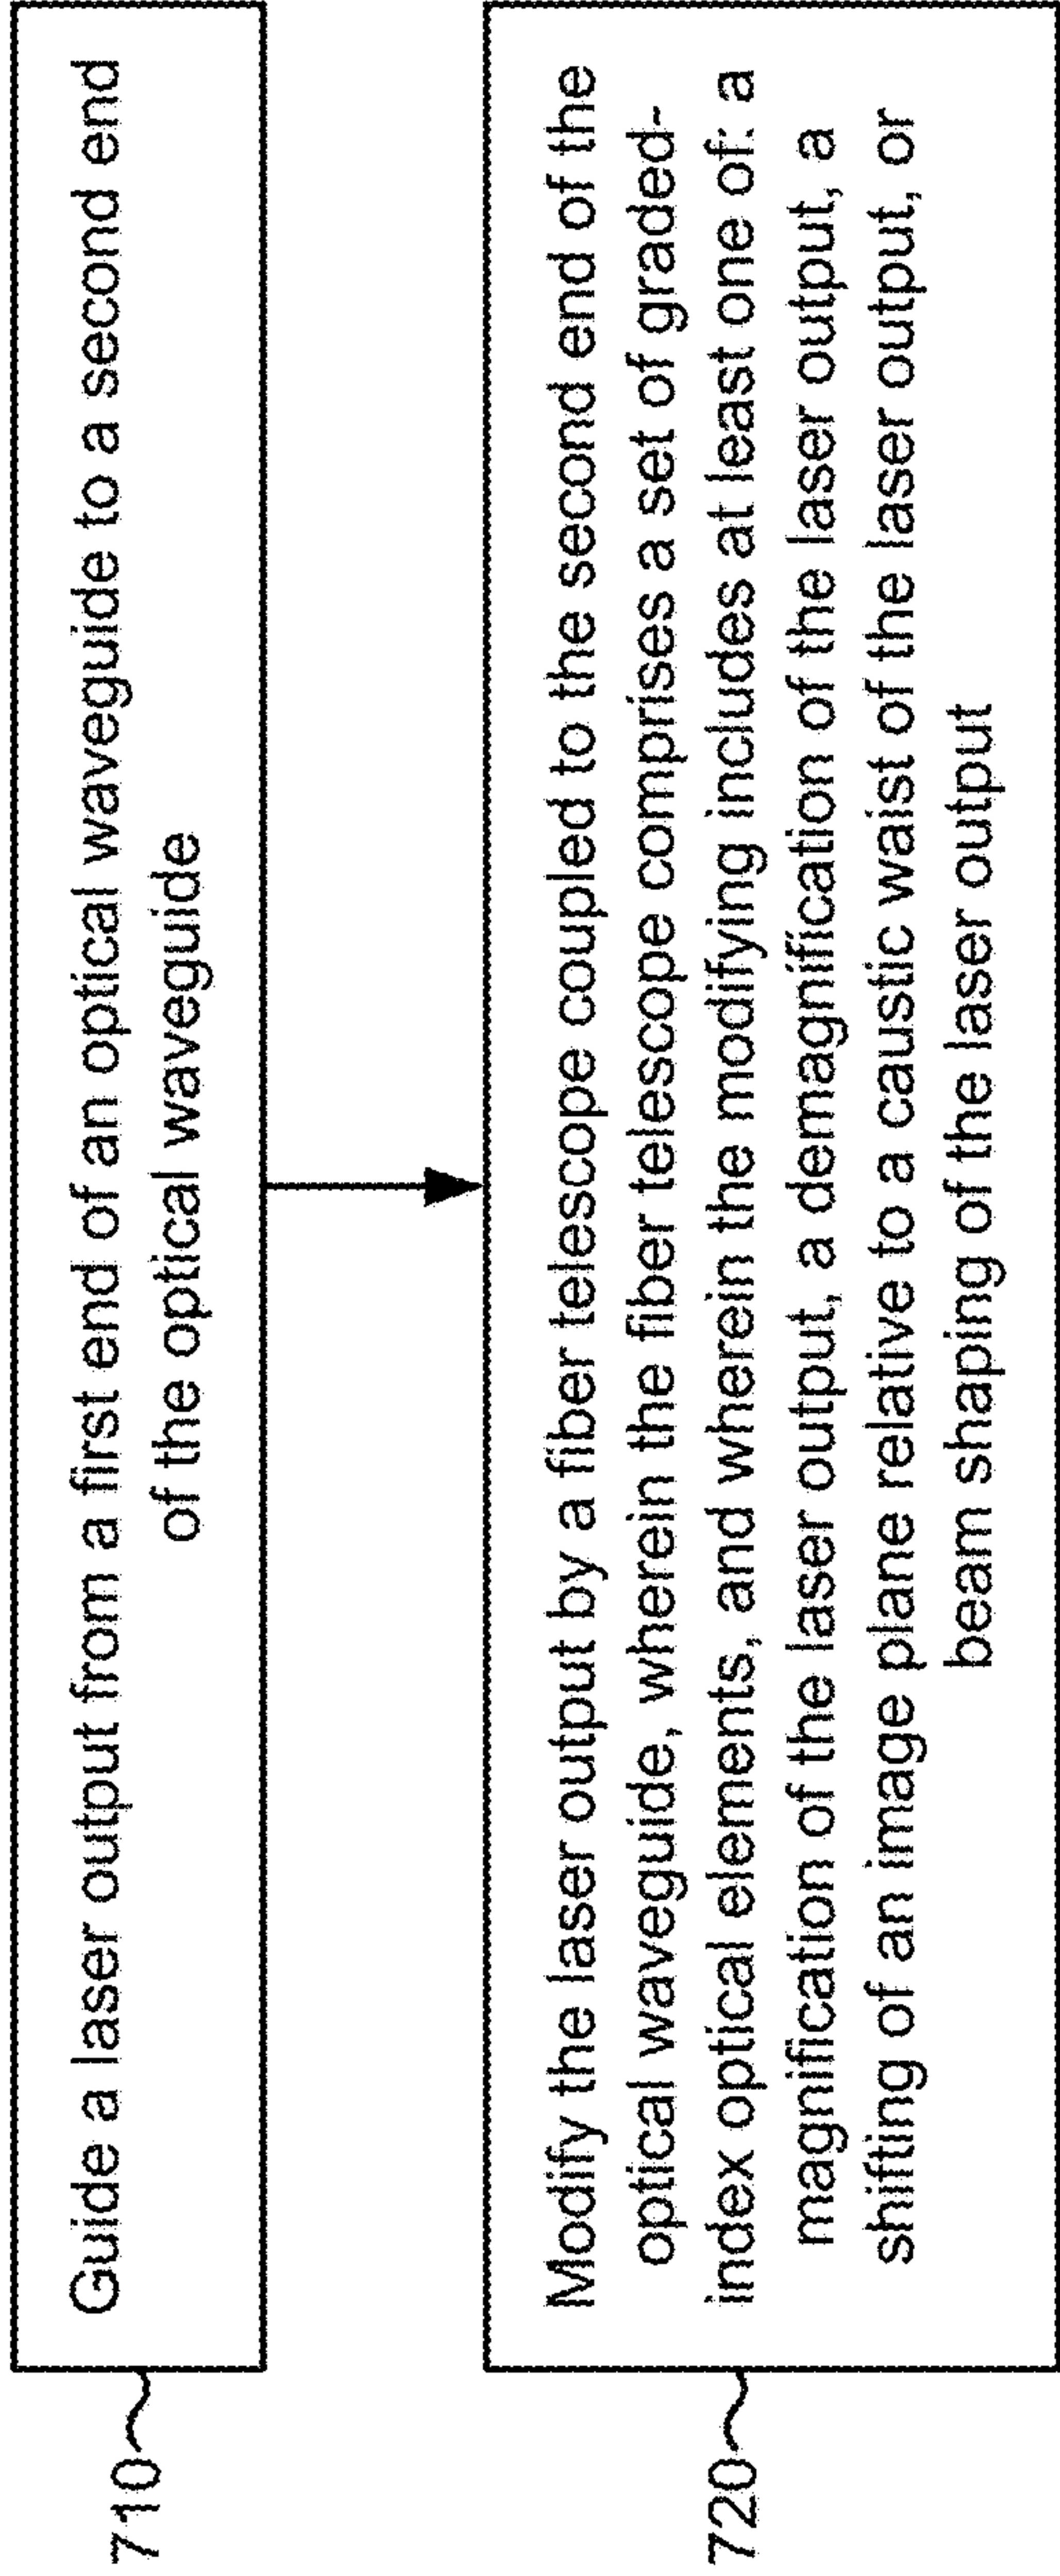 710
Guide a laser output from a first end of an optical waveguide to a second end
of the optical waveguide
720
Modify the laser output by a fiber telescope coupled to the second end of the
optical waveguide, wherein the fiber telescope comprises a set of graded-
index optical elements, and wherein the modifying includes at least one of: a
magnification of the laser output, a demagnification of the laser output, a
shifting of an image plane relative to a caustic waist of the laser output, or
beam shaping of the laser output